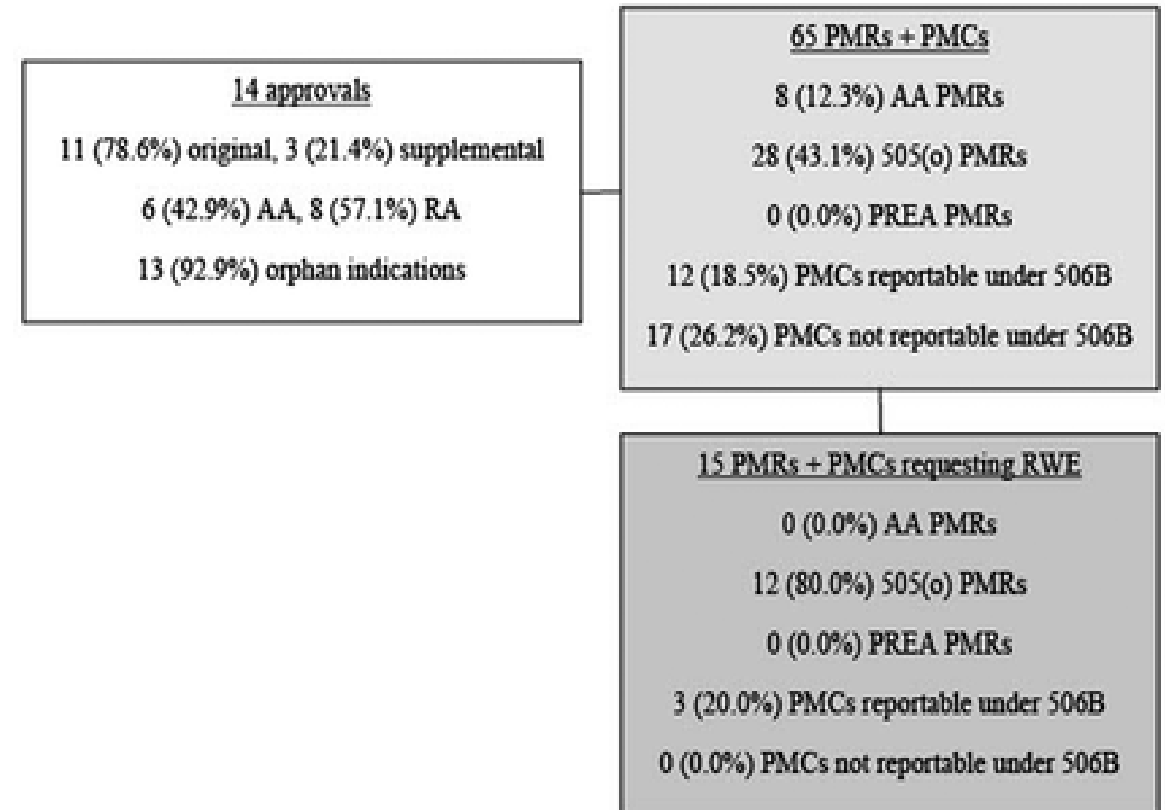 14 approvals
11 (78.6%) original, 3 (21.4%) supplemental
6 (42.9%) AA, 8 (57.1%) RA
13 (92.9%) orphan indications
65 PMRs + PMCs
8 (12.3%) AA PMRs
28 (43.1%) 505(o) PMRs
0 (0.0%) PREA PMRs
12 (18.5%) PMCs reportable under 506B
17 (26.2%) PMCs not reportable under 506B
15 PMRs + PMCs requesting RWE
0 (0.0%) AA PMRs
12 (80.0%) 505(o) PMRs
0 (0.0%) PREA PMRs
3 (20.0%) PMCs reportable under 506B
0 (0.0%) PMCs not reportable under 506B